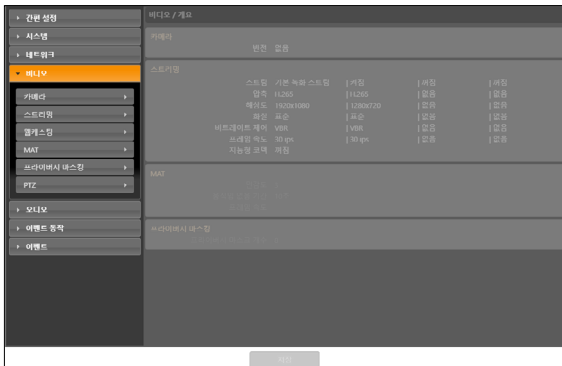 간편 설정
시스템
네트워크
비디오
카메라
스트리밍
웹캐스팅
MAT
프라이버시 마스킹
PTZ
오디오
이벤트 동작
이벤트
비디오 / 개요
카메라
반전 없음
스트리밍
스트림 기본 녹화 스트림 | 켜짐 | 꺼짐 | 꺼짐
압축 H.265 | H.265 | 없음 | 없음
해상도 1920x1080 | 1280x720 | 없음 | 없음
화질 표준 | 표준 | 없음 | 없음
비트레이트 제어 VBR | VBR | 없음 | 없음
프레임 속도 30 ips | 30 ips | 없음 | 없음
지능형 코덱 꺼짐
MAT
프라이버시 마스킹